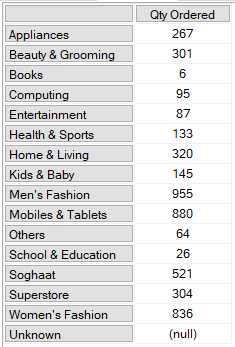 Qty Ordered
Appliances 267
Beauty & Grooming 301
Books 6
Computing 95
Entertainment 87
Health & Sports 133
Home & Living 320
Kids & Baby 145
Men's Fashion 955
Mobiles & Tablets 880
Others 64
School & Education 26
Soghaat 521
Superstore 304
Women's Fashion 836
Unknown (null)